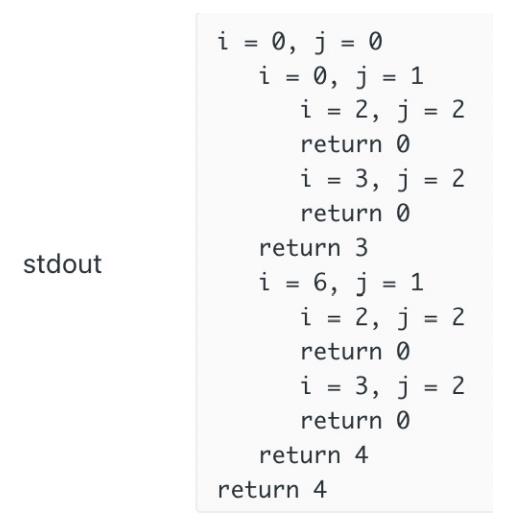 stdout
i = 0, j = 0
i = 0, j = 1
i = 2, j = 2
return 0
i = 3, j = 2
return 0
return 3
i = 6, j = 1
i = 2, j = 2
return 0
i = 3, j = 2
return 0
return 4
return 4